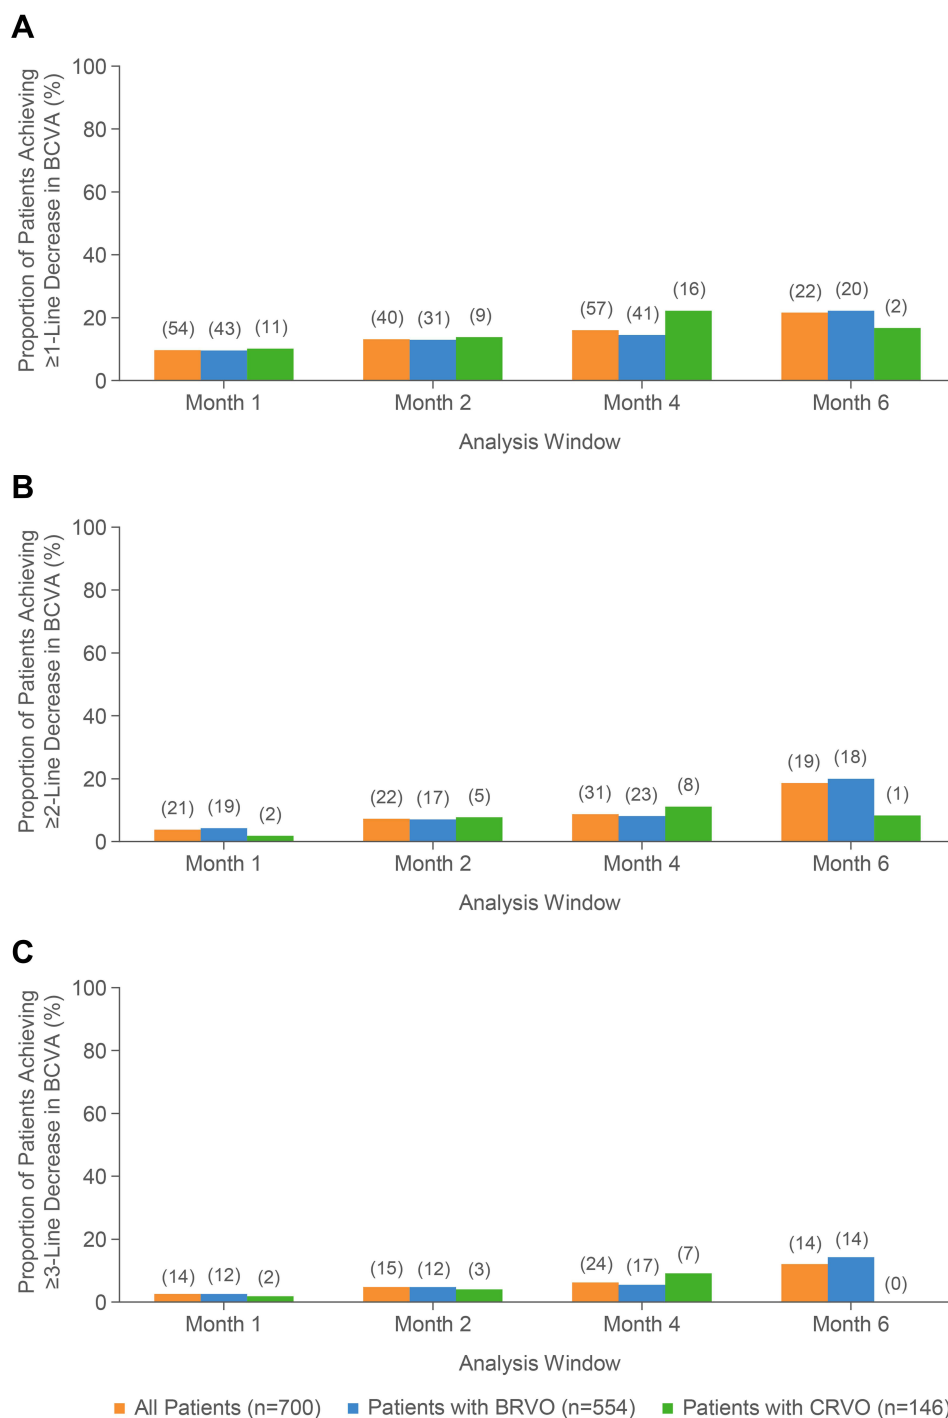 A
Proportion of Patients Achieving
≥1-Line Decrease in BCVA (%)
100
80
60
40
20
0
(54) (43) (11)
(40) (31) (9)
(57) (41) (16)
(22) (20) (2)
Month 1 Month 2 Month 4 Month 6
Analysis Window
B
Proportion of Patients Achieving
≥2-Line Decrease in BCVA (%)
100
80
60
40
20
0
(21) (19) (2)
(22) (17) (5)
(31) (23) (8)
(19) (18) (1)
Month 1 Month 2 Month 4 Month 6
Analysis Window
C
Proportion of Patients Achieving
≥3-Line Decrease in BCVA (%)
100
80
60
40
20
0
(14) (12) (2)
(15) (12) (3)
(24) (17) (7)
(14) (14) (0)
Month 1 Month 2 Month 4 Month 6
Analysis Window
All Patients (n=700) Patients with BRVO (n=554) Patients with CRVO (n=146)